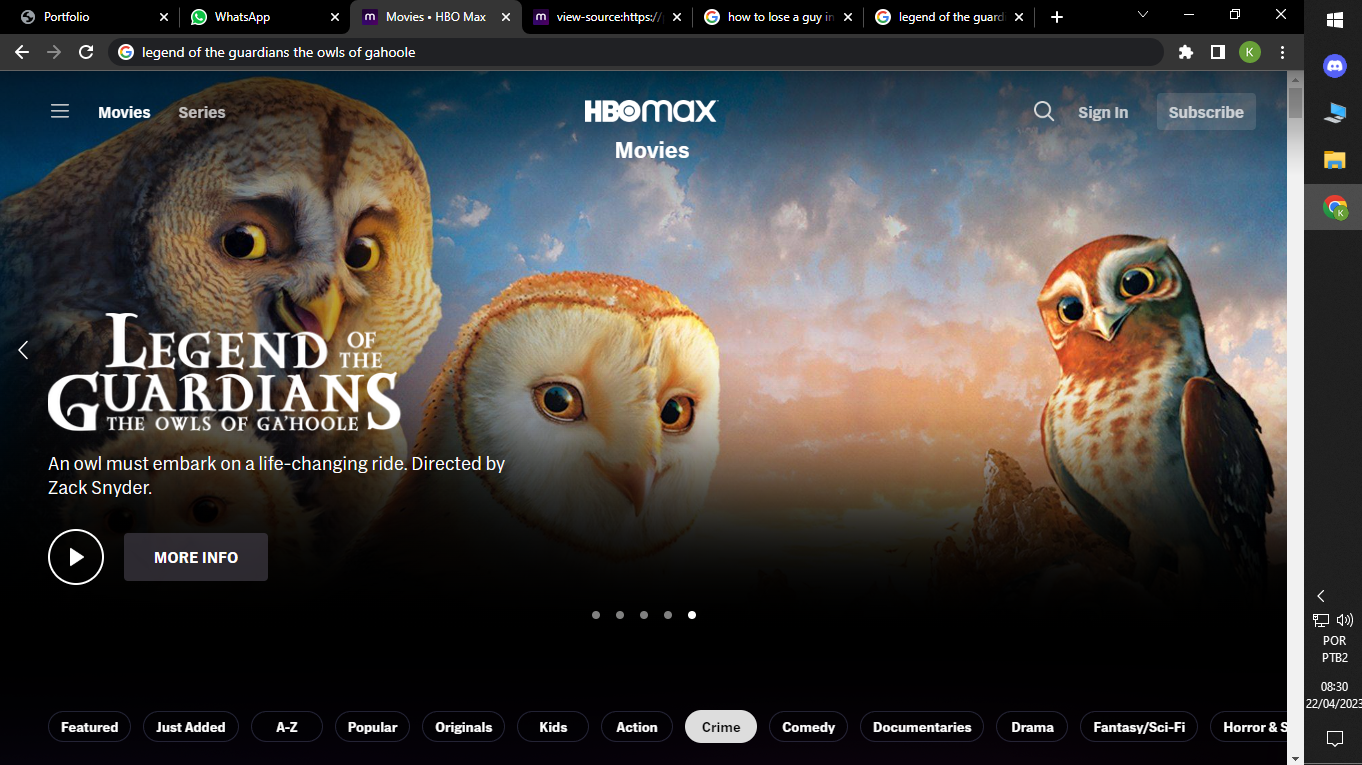 Portfolio
WhatsApp
Movies • HBO Max
view-source:https://
how to lose a guy in
legend of the guard
K
legend of the guardians the owls of gahoole
Movies
Series
HBOmax
Sign In
Subscribe
Movies
LEGEND OF THE
GUARDIANS
THE OWLS OF GA'HOOLE
An owl must embark on a life-changing ride. Directed by
Zack Snyder.
MORE INFO
Featured
Just Added
A-Z
Popular
Originals
Kids
Action
Crime
Comedy
Documentaries
Drama
Fantasy/Sci-Fi
Horror & S
POR
PTB2
08:30
22/04/2023